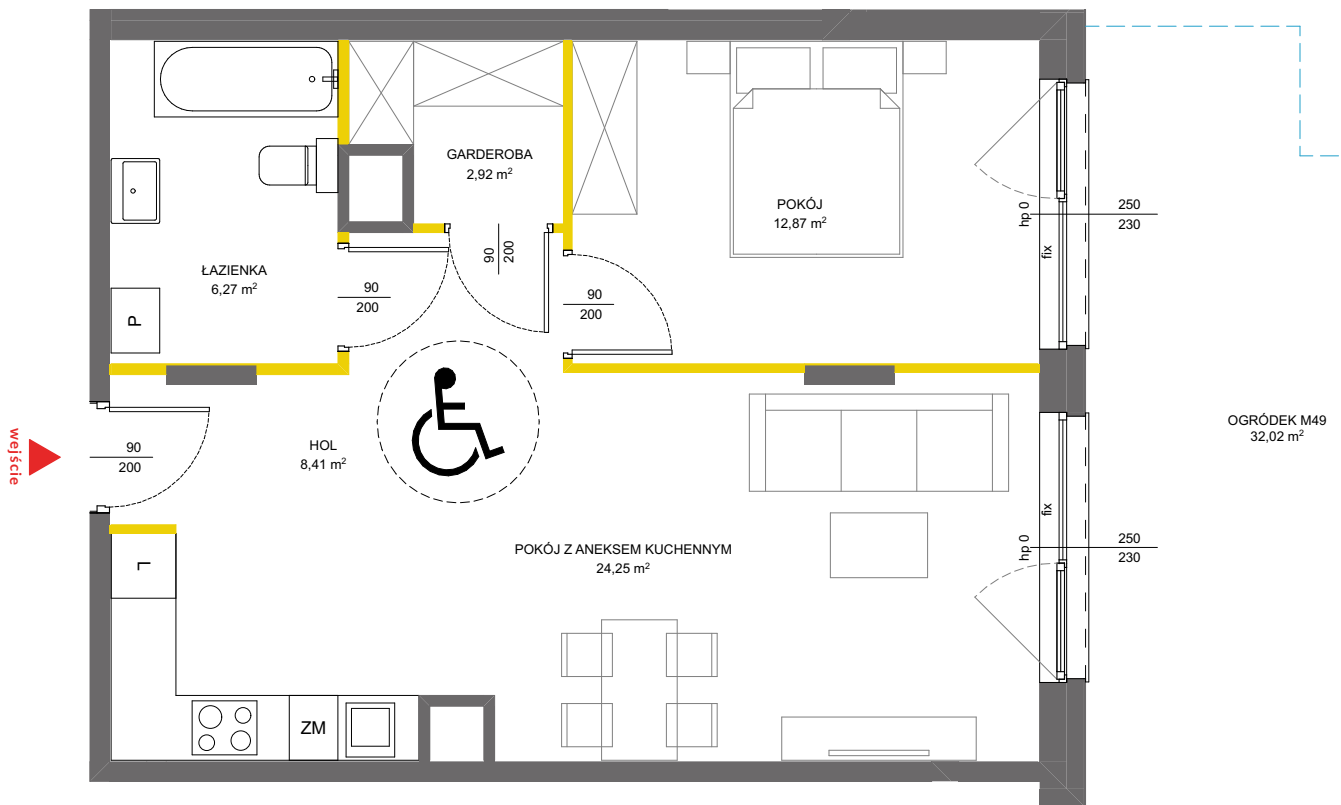 GARDEROBA
2,92 m²
POKÓJ
12,87 m²
ŁAZIENKA
6,27 m²
P
90
200
90
200
90
200
hp 0
fix
250
230
wejście
90
200
HOL
8,41 m²
OGRÓDEK M49
32,02 m²
L
POKÓJ Z ANEKSEM KUCHENNYM
24,25 m²
fix
hp 0
250
230
ZM